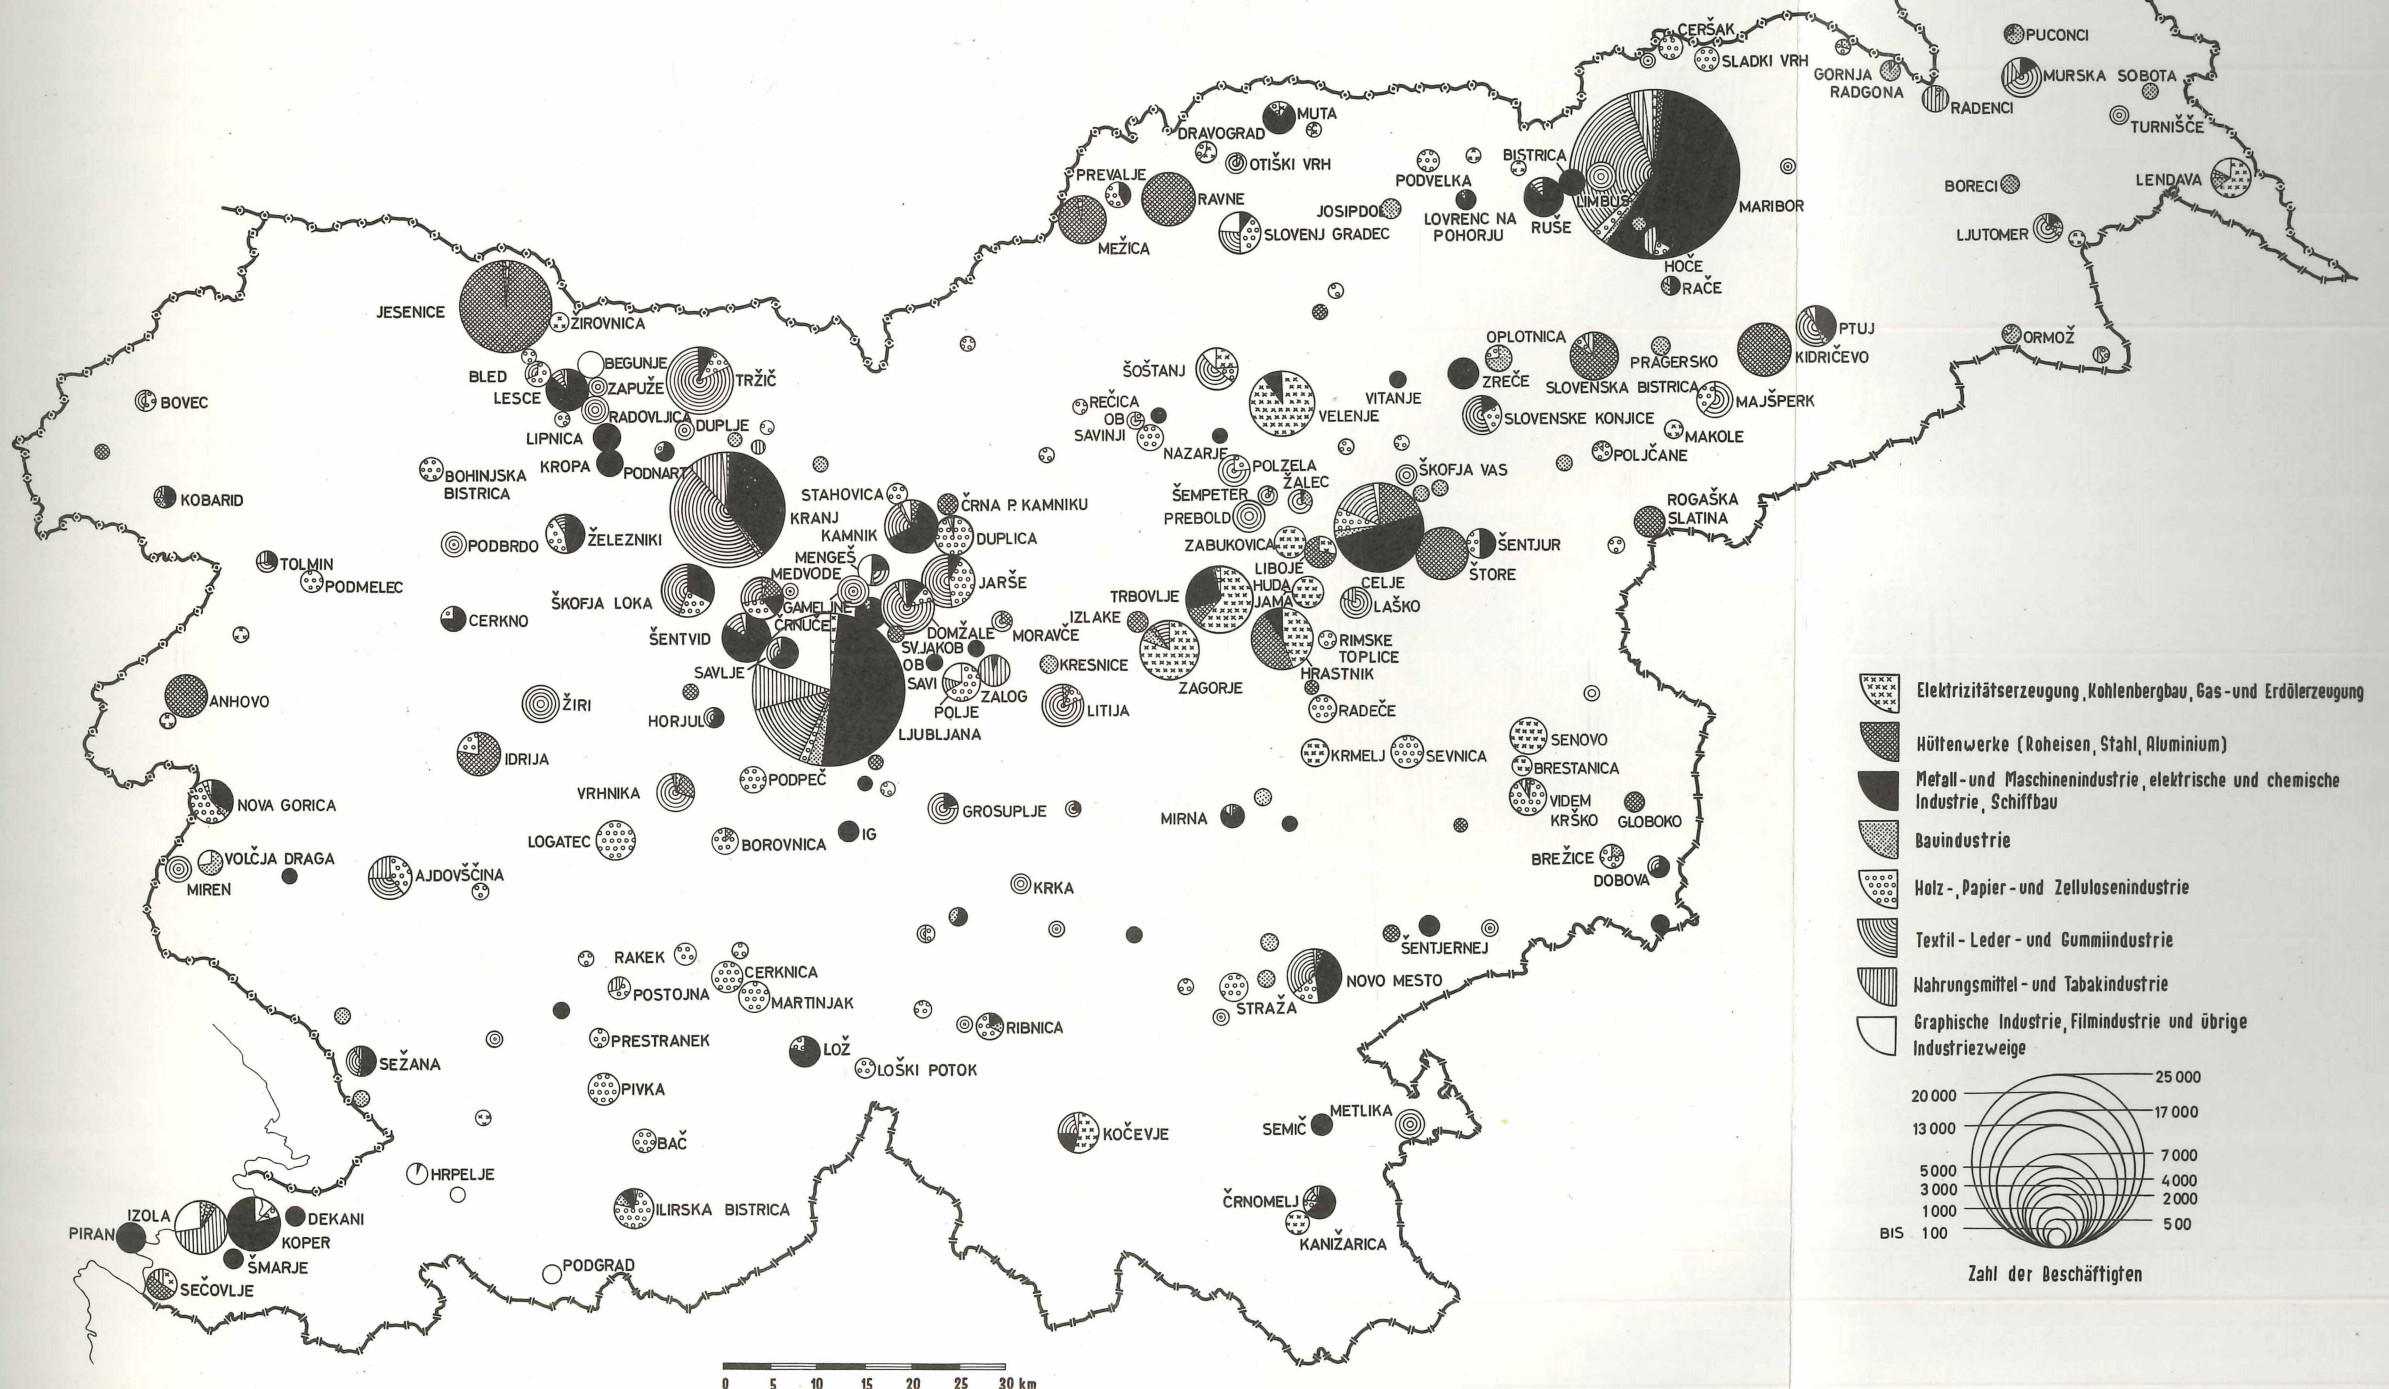 PUCONCI
MURSKA SOBOTA
TURNIŠČE
CERŠAK
SLADKI VRH
GORNJA
RADGONA
RADENCI
BORECI
LENDAVA
LJUTOMER
ORMOŽ
MUTA
DRAVOGRAD
OTIŠKI VRH
PREVALJE
RAVNE
MEŽICA
SLOVENJ GRADEC
PODVELKA
JOSIPDOL
LOVRENC NA
POHORJU
BISTRICA
RUŠE
LIMBUŠ
MARIBOR
HOČE
RAČE
PTUJ
KIDRIČEVO
OPLOTNICA
PRAGERSKO
SLOVENSKA BISTRICA
MAJŠPERK
ZREČE
VITANJE
SLOVENSKE KONJICE
MAKOLE
POLJČANE
ŠOŠTANJ
VELENJE
REČICA
OB
SAVINJI
NAZARJE
POLZELA
ŽALEC
ŠEMPETER
PREBOLD
ŠKOFJA VAS
ZABUKOVICA
LIBOJE
CELJE
ŠTORE
ŠENTJUR
ROGAŠKA
SLATINA
HUDA
JAMA
LAŠKO
TRBOVLJE
IZLAKE
ZAGORJE
HRASTNIK
RIMSKE
TOPLICE
RADEČE
KRMELJ
SEVNICA
SENOVO
BRESTANICA
VIDEM
KRŠKO
GLOBOKO
BREŽICE
DOBOVA
MIRNA
JESENICE
ŽIROVNICA
BEGUNJE
BLED
ZAPUŽE
LESCE
RADOVLJICA
TRŽIČ
DUPLJE
LIPNICA
KROPA
PODNART
BOHINJSKA
BISTRICA
BOVEC
KOBARID
TOLMIN
PODMELEC
PODBRDO
ŽELEZNIKI
KRANJ
STAHOVICA
ČRNA P. KAMNIKU
KAMNIK
DUPLICA
MENGEŠ
MEDVODE
JARŠE
ŠKOFJA LOKA
GAMELJNE
ČRNUČE
DOMŽALE
MORAVČE
ŠENTVID
SV. JAKOB
OB
SAVI
KRESNICE
SAVLJE
ZALOG
POLJE
LITIJA
LJUBLJANA
CERKNO
ANHOVO
ŽIRI
HORJUL
IDRIJA
VRHNIKA
PODPEČ
GROSUPLJE
NOVA GORICA
LOGATEC
BOROVNICA
IG
VOLČJA DRAGA
MIREN
AJDOVŠČINA
KRKA
RAKEK
CERKNICA
POSTOJNA
MARTINJAK
PRESTRANEK
LOŽ
RIBNICA
LOŠKI POTOK
PIVKA
BAČ
SEŽANA
HRPELJE
ILIRSKA BISTRICA
PODGRAD
IZOLA
PIRAN
DEKANI
KOPER
ŠMARJE
SEČOVLJE
ŠENTJERNEJ
NOVO MESTO
STRAŽA
KOČEVJE
SEMIČ
METLIKA
ČRNOMELJ
KANIŽARICA
Elektrizitätserzeugung, Kohlenbergbau, Gas- und Erdölerzeugung
Hüttenwerke (Roheisen, Stahl, Aluminium)
Metall- und Maschinenindustrie, elektrische und chemische
Industrie, Schiffbau
Bauindustrie
Holz-, Papier- und Zellulosenindustrie
Textil- Leder- und Gummiindustrie
Nahrungsmittel- und Tabakindustrie
Graphische Industrie, Filmindustrie und übrige
Industriezweige
25 000
20 000
17 000
13 000
7 000
5 000
4 000
3 000
2 000
1 000
500
BIS 100
Zahl der Beschäftigten
0 5 10 15 20 25 30 km